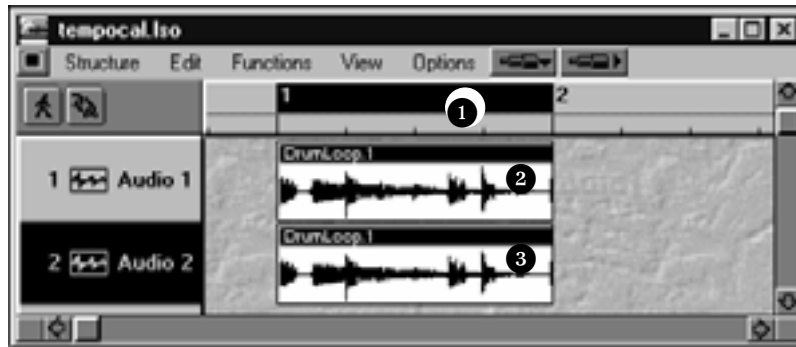 tempocal.lso
Structure Edit Functions View Options
1 2
1
DrumLoop.1
1 Audio 1 2
DrumLoop.1
2 Audio 2 3